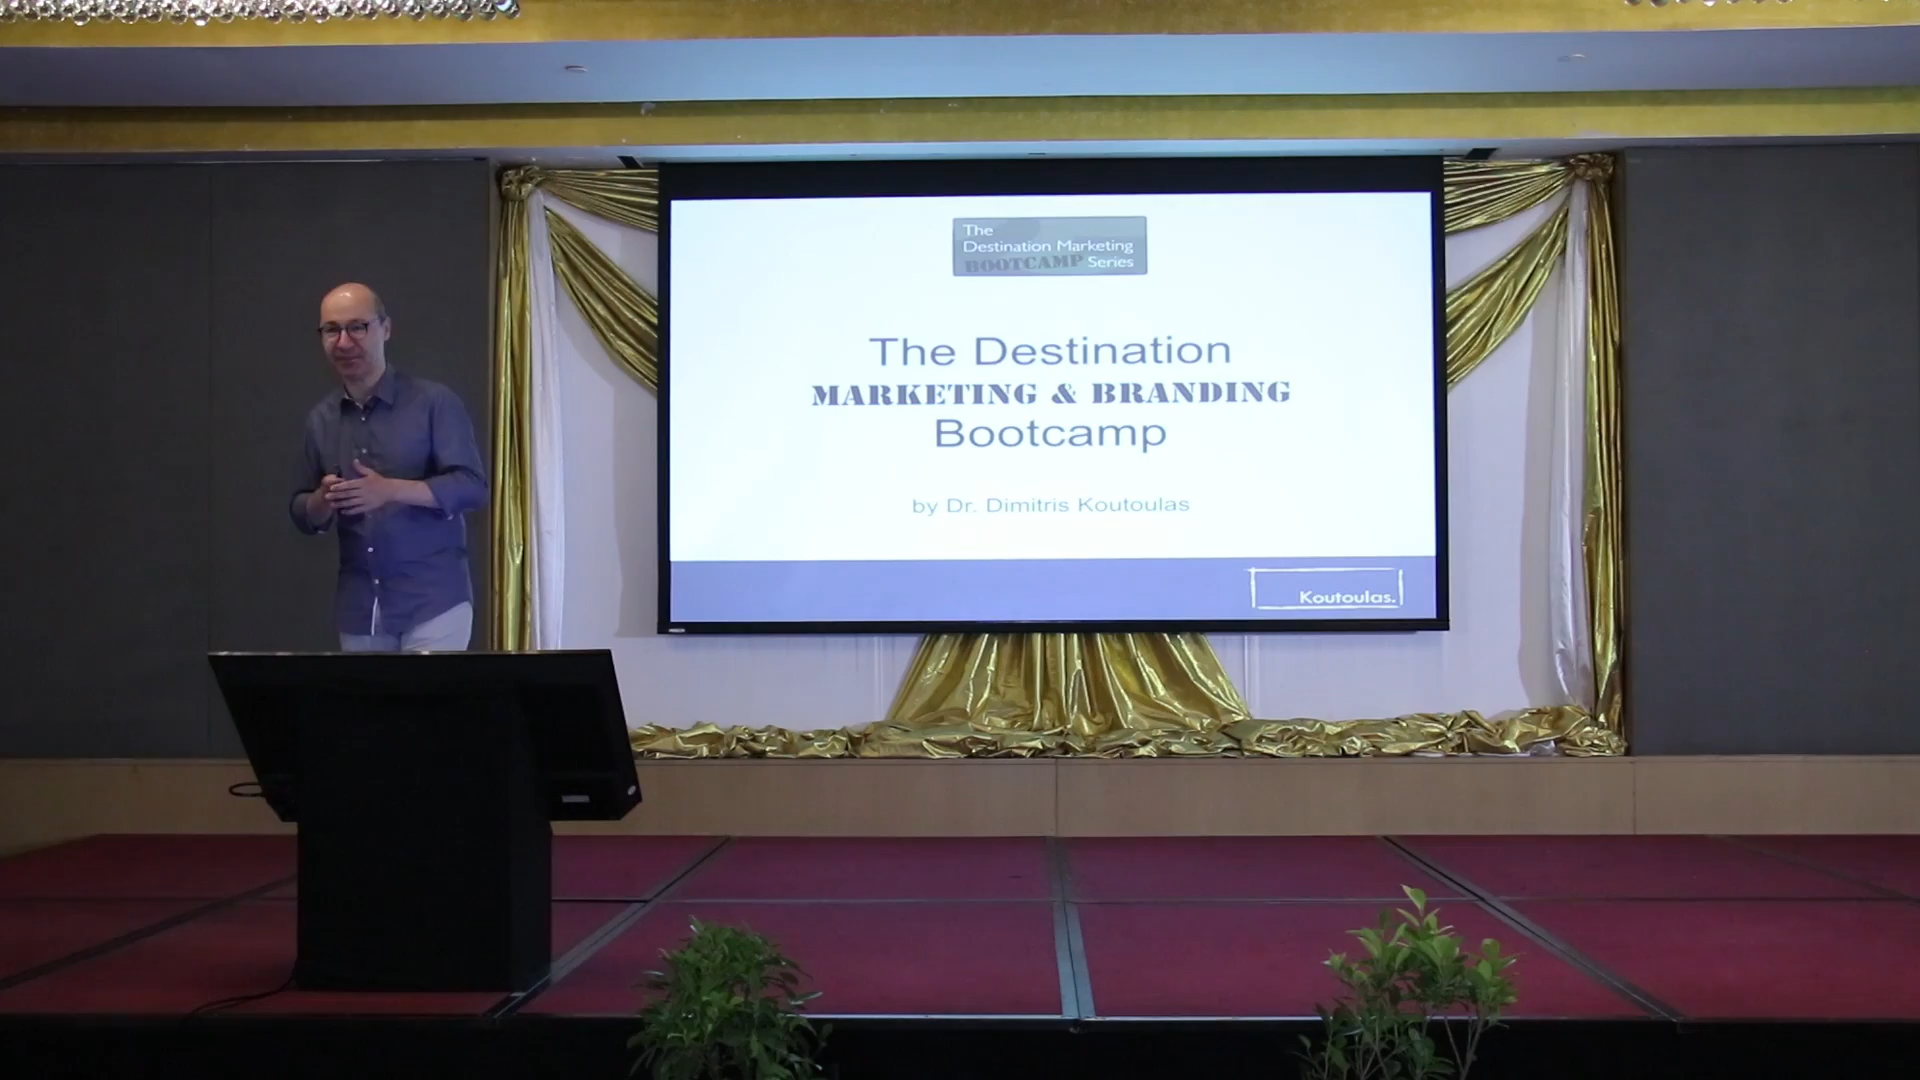 The
Destination Marketing
BOOTCAMP Series
The Destination
MARKETING & BRANDING
Bootcamp
by Dr. Dimitris Koutoulas
Koutoulas.